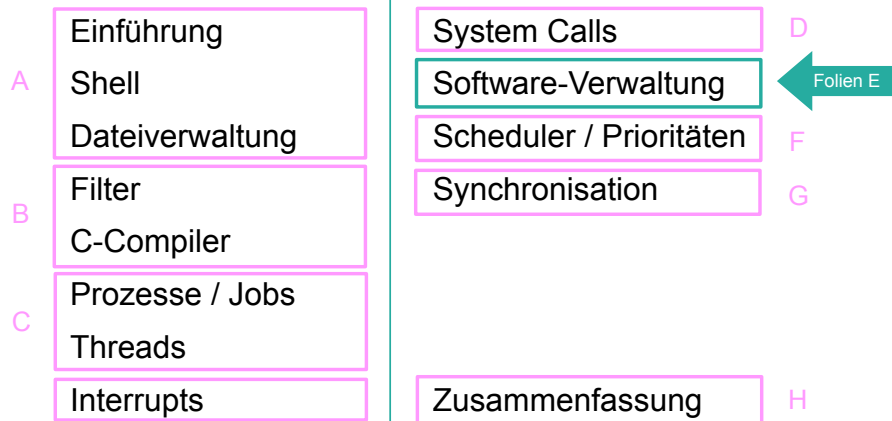 A
Einführung
Shell
Dateiverwaltung
B
Filter
C-Compiler
C
Prozesse / Jobs
Threads
Interrupts
System Calls
D
Software-Verwaltung
Folien E
Scheduler / Prioritäten
F
Synchronisation
G
Zusammenfassung
H